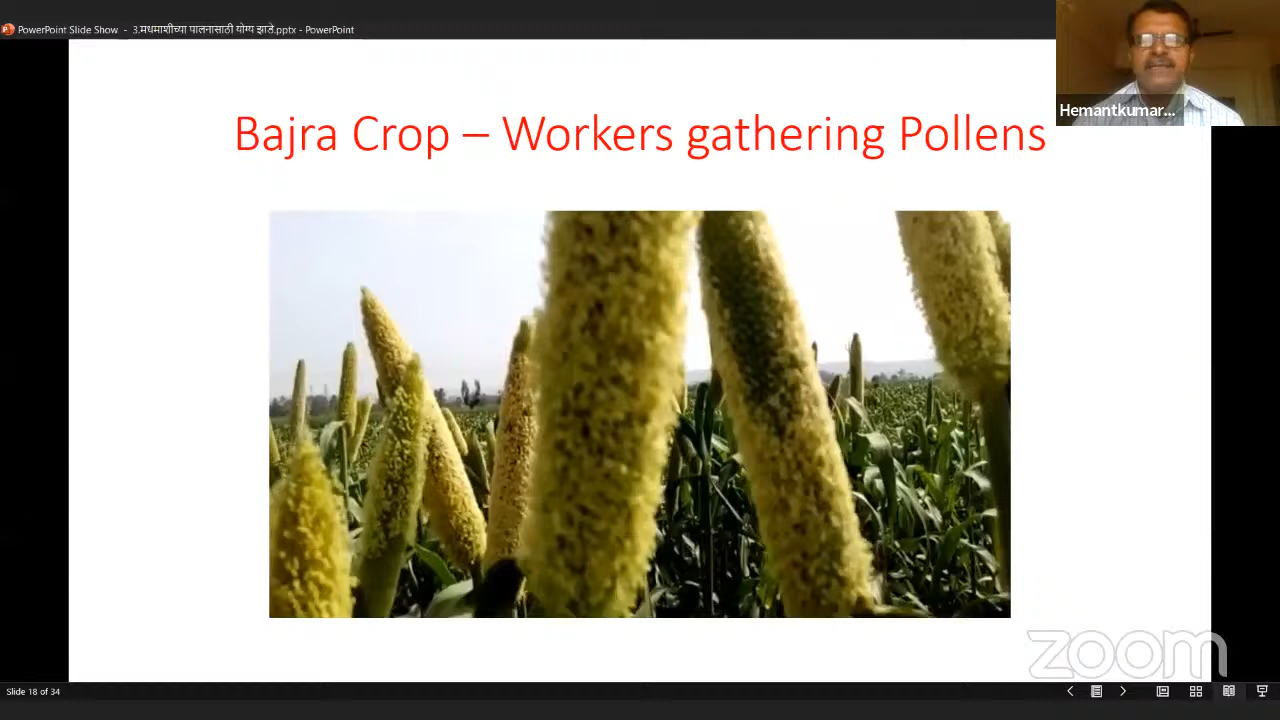 PowerPoint Slide Show - 3.मधमाशीच्या पालनासाठी योग्य झाडे.pptx - PowerPoint
Hemantkumar...
Bajra Crop – Workers gathering Pollens
zoom
Slide 18 of 34